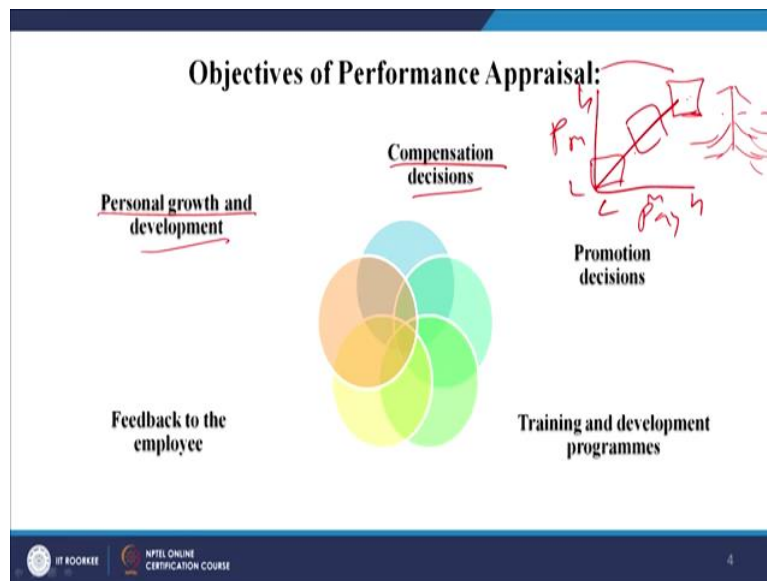 Objectives of Performance Appraisal:
Compensation
decisions
h
P
m
L
L
m
h
Pay
Personal growth and
development
Promotion
decisions
Feedback to the
employee
Training and development
programmes
IIT ROORKEE
NPTEL ONLINE
CERTIFICATION COURSE
4